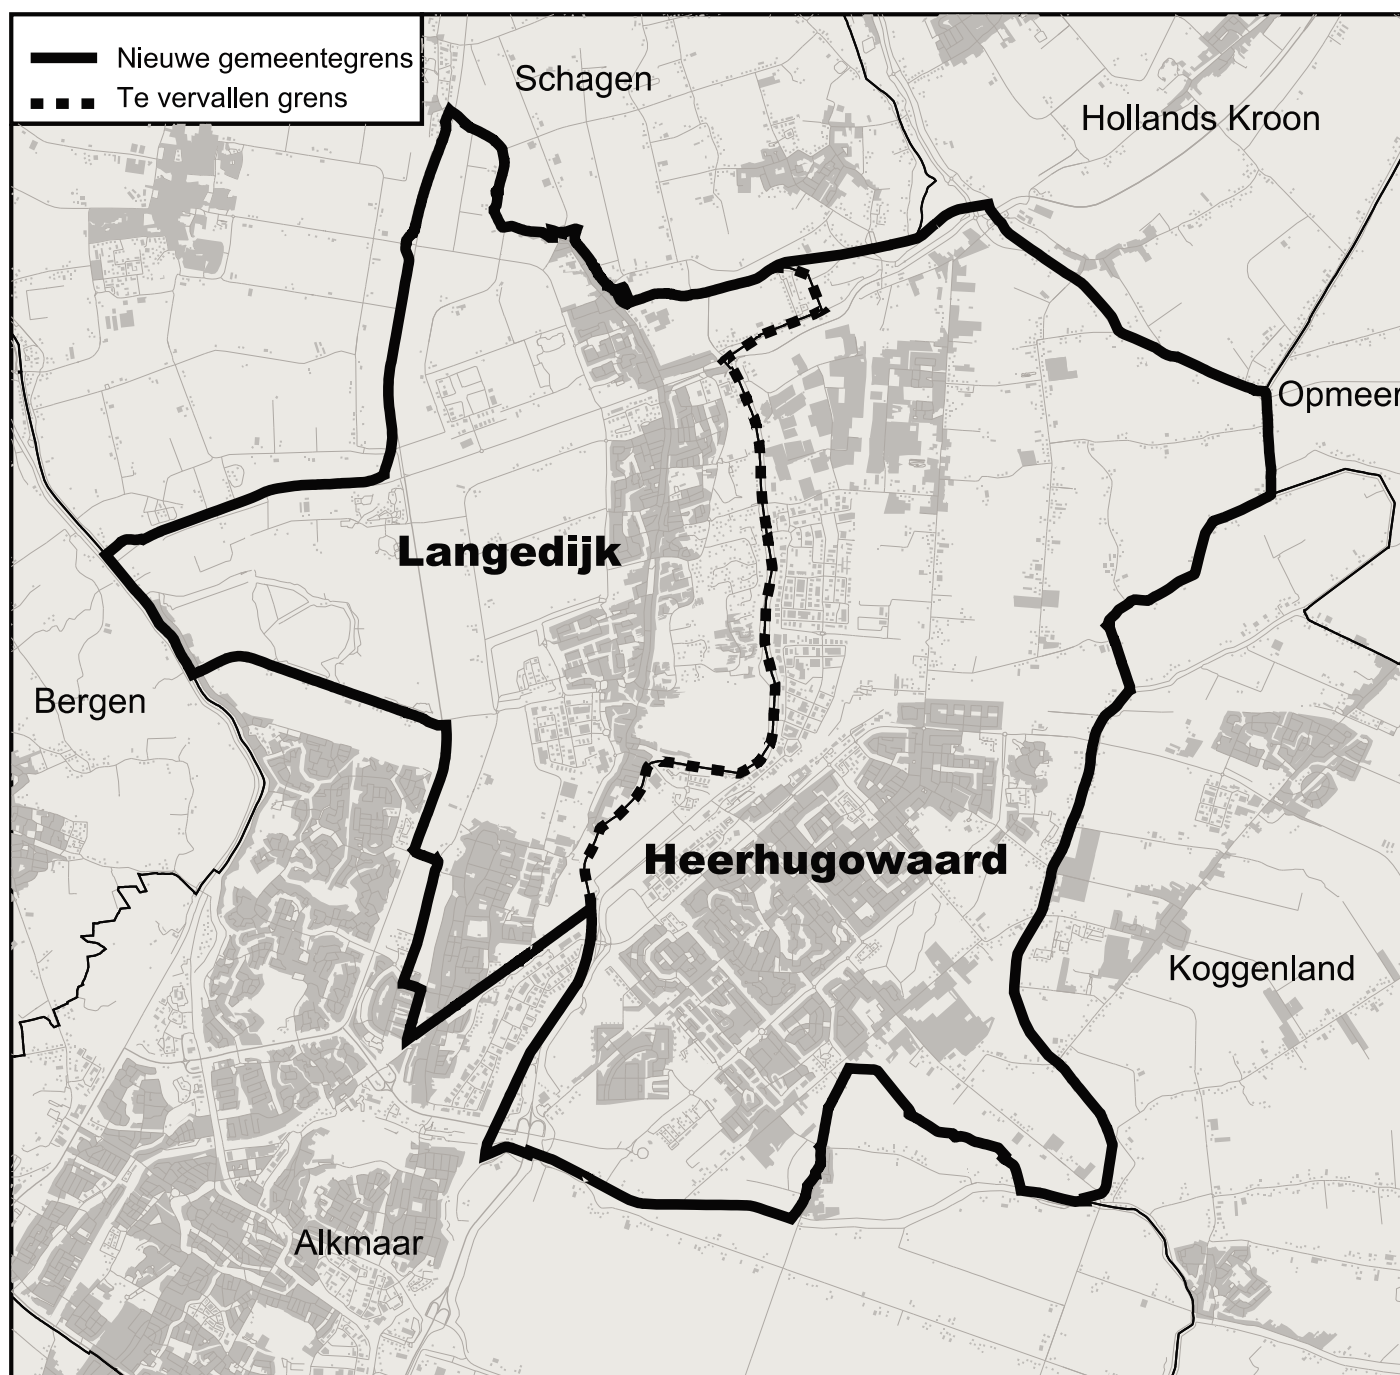 Nieuwe gemeentegrens
Te vervallen grens
Schagen
Hollands Kroon
Opmeer
Langedijk
Bergen
Heerhugowaard
Koggenland
Alkmaar